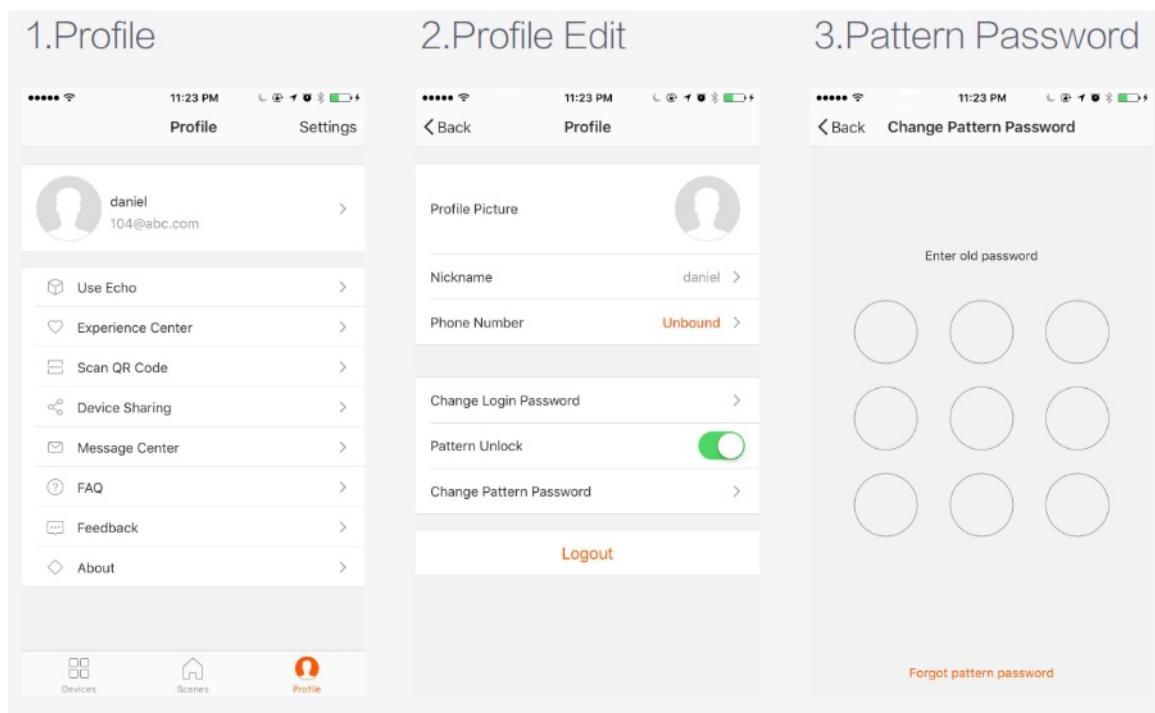 1.Profile
11:23 PM
Profile
Settings
daniel
104@abc.com
Use Echo
Experience Center
Scan QR Code
Device Sharing
Message Center
FAQ
Feedback
About
Devices
Scenes
Profile
2.Profile Edit
11:23 PM
Back
Profile
Profile Picture
Nickname
daniel
Phone Number
Unbound
Change Login Password
Pattern Unlock
Change Pattern Password
Logout
3.Pattern Password
11:23 PM
Back
Change Pattern Password
Enter old password
Forgot pattern password